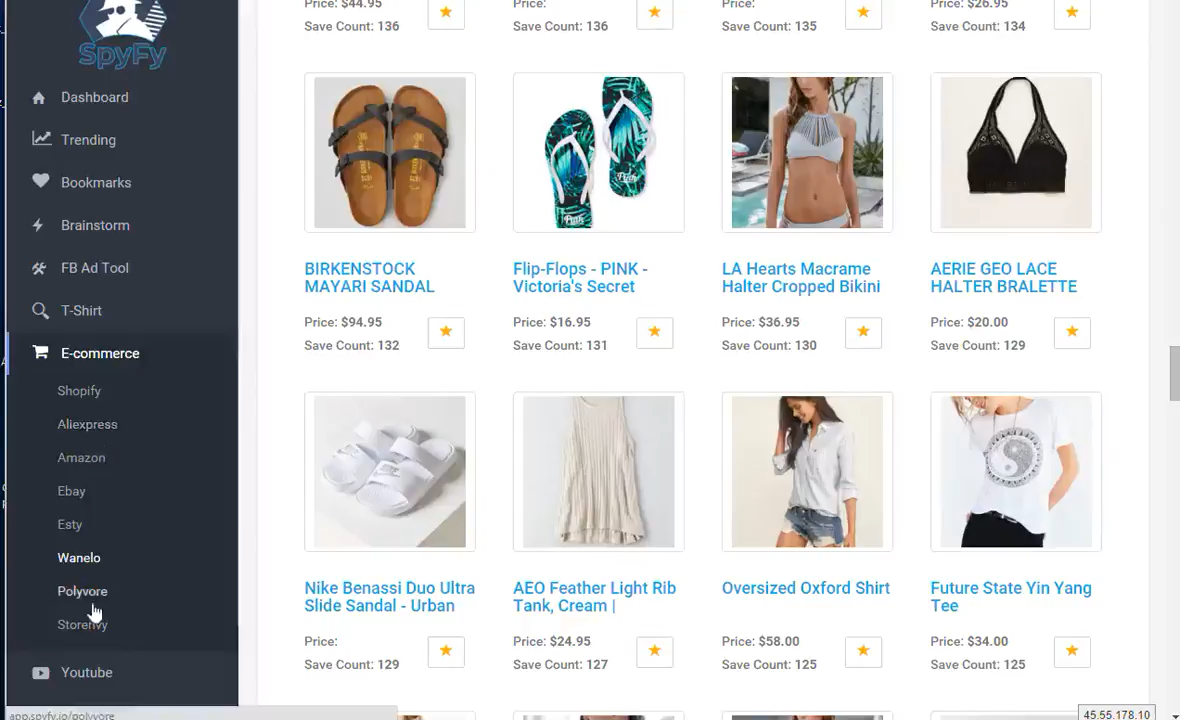 Price: $44.95
Price:
Price:
Price: $26.95
Save Count: 136
Save Count: 136
Save Count: 135
Save Count: 134
SpyFy
Dashboard
Trending
Bookmarks
Brainstorm
FB Ad Tool
T-Shirt
E-commerce
Shopify
Aliexpress
Amazon
Ebay
Esty
Wanelo
Polyvore
Storenvy
Youtube
app.spyfy.io/polyvore
BIRKENSTOCK
MAYARI SANDAL
Price: $94.95
Save Count: 132
Pink
Flip-Flops - PINK -
Victoria's Secret
Price: $16.95
Save Count: 131
LA Hearts Macrame
Halter Cropped Bikini
Price: $36.95
Save Count: 130
AERIE GEO LACE
HALTER BRALETTE
Price: $20.00
Save Count: 129
Nike Benassi Duo Ultra
Slide Sandal - Urban
Price:
Save Count: 129
AEO Feather Light Rib
Tank, Cream |
Price: $24.95
Save Count: 127
Oversized Oxford Shirt
Price: $58.00
Save Count: 125
Future State Yin Yang
Tee
Price: $34.00
Save Count: 125
45.55.178.10